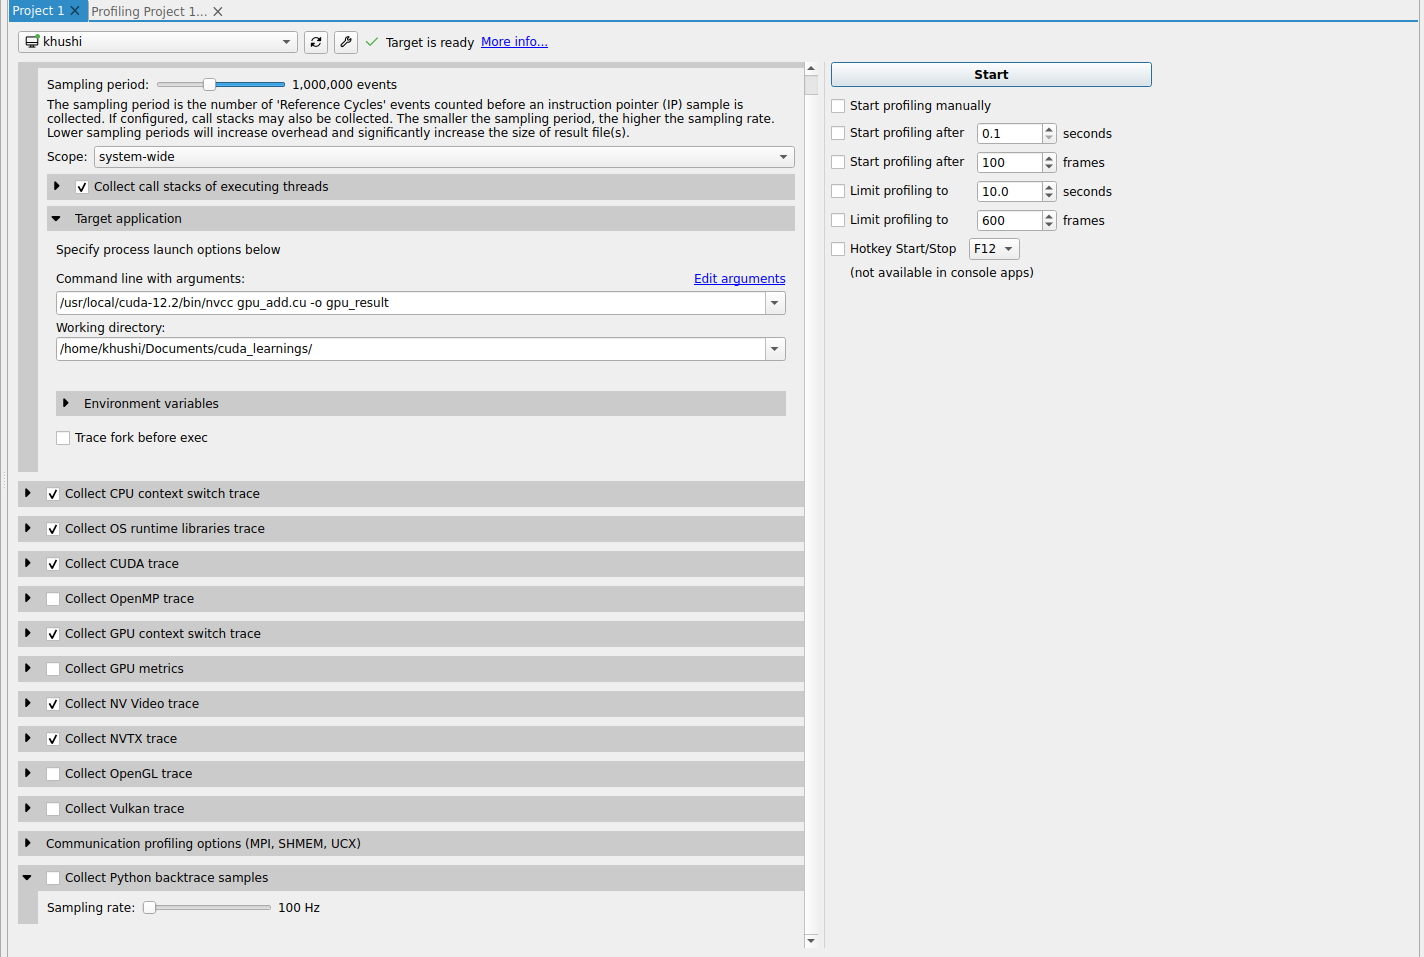 Project 1
Profiling Project 1...
khushi
Target is ready
More info...
Sampling period:
1,000,000 events
The sampling period is the number of 'Reference Cycles' events counted before an instruction pointer (IP) sample is
collected. If configured, call stacks may also be collected. The smaller the sampling period, the higher the sampling rate.
Lower sampling periods will increase overhead and significantly increase the size of result file(s).
Scope:
system-wide
Collect call stacks of executing threads
Target application
Specify process launch options below
Command line with arguments:
Edit arguments
/usr/local/cuda-12.2/bin/nvcc gpu_add.cu -o gpu_result
Working directory:
/home/khushi/Documents/cuda_learnings/
Environment variables
Trace fork before exec
Collect CPU context switch trace
Collect OS runtime libraries trace
Collect CUDA trace
Collect OpenMP trace
Collect GPU context switch trace
Collect GPU metrics
Collect NV Video trace
Collect NVTX trace
Collect OpenGL trace
Collect Vulkan trace
Communication profiling options (MPI, SHMEM, UCX)
Collect Python backtrace samples
Sampling rate:
100 Hz
Start
Start profiling manually
Start profiling after 0.1 seconds
Start profiling after 100 frames
Limit profiling to 10.0 seconds
Limit profiling to 600 frames
Hotkey Start/Stop F12
(not available in console apps)